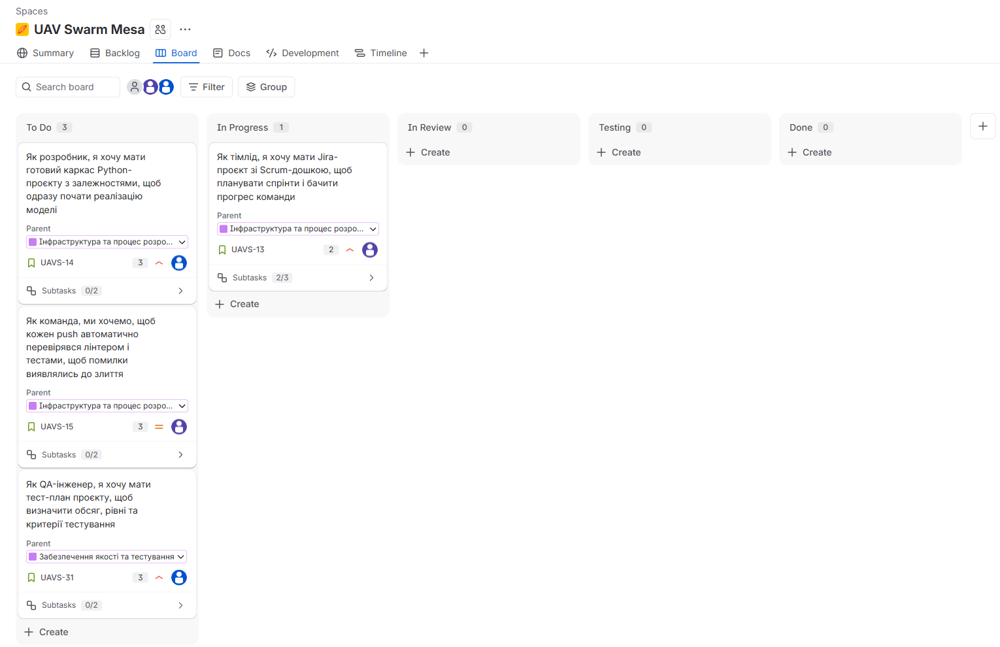 Spaces
UAV Swarm Mesa
Summary
Backlog
Board
Docs
Development
Timeline
Search board
Filter
Group
To Do 3
Як розробник, я хочу мати
готовий каркас Python-
проєкту з залежностями, щоб
одразу почати реалізацію
моделі
Parent
Інфраструктура та процес розро...
UAVS-14 3
Subtasks 0/2
Як команда, ми хочемо, щоб
кожен push автоматично
перевірявся лінтером і
тестами, щоб помилки
виявлялись до злиття
Parent
Інфраструктура та процес розро...
UAVS-15 3
Subtasks 0/2
Як QA-інженер, я хочу мати
тест-план проєкту, щоб
визначити обсяг, рівні та
критерії тестування
Parent
Забезпечення якості та тестування
UAVS-31 3
Subtasks 0/2
Create
In Progress 1
Як тімлід, я хочу мати Jira-
проєкт зі Scrum-дошкою, щоб
планувати спрінти і бачити
прогрес команди
Parent
Інфраструктура та процес розро...
UAVS-13 2
Subtasks 2/3
Create
In Review 0
Create
Testing 0
Create
Done 0
Create